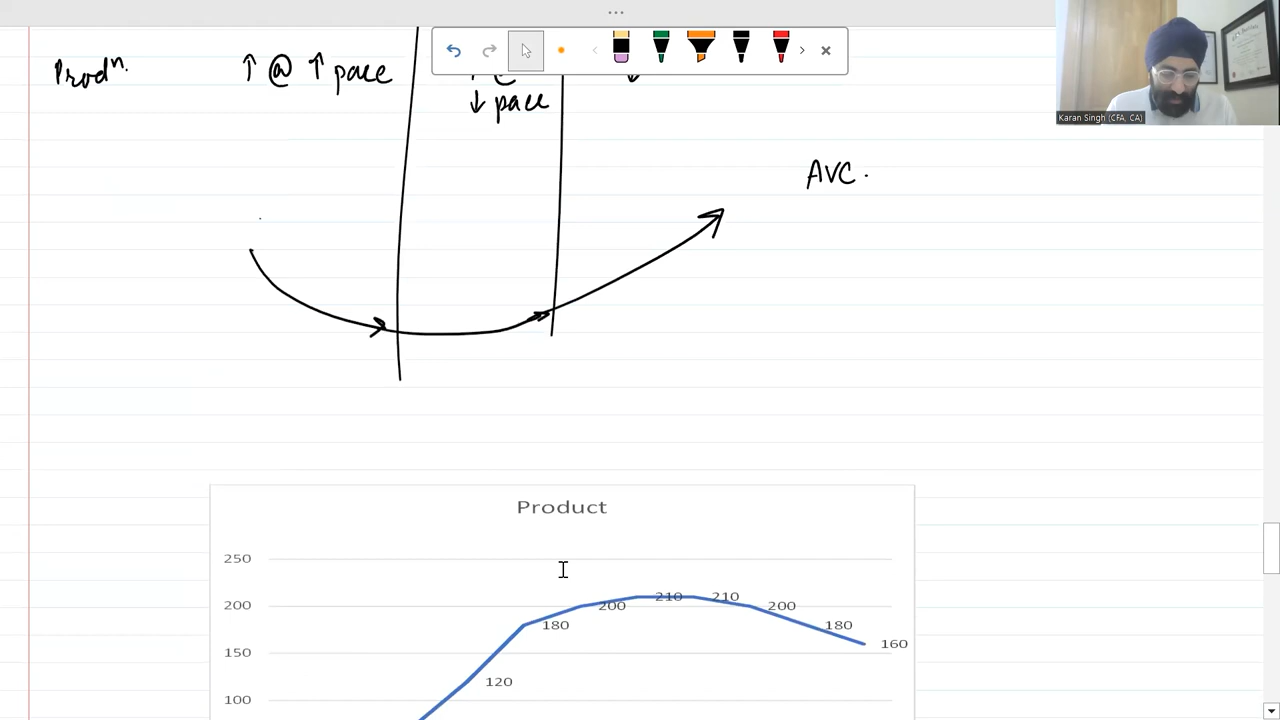 Prodⁿ. ↑ @ ↑ pace
↓ pace
AVC.
Karan Singh (CFA, CA)
Product
250
200
150
100
120
180
200
210
210
200
180
160